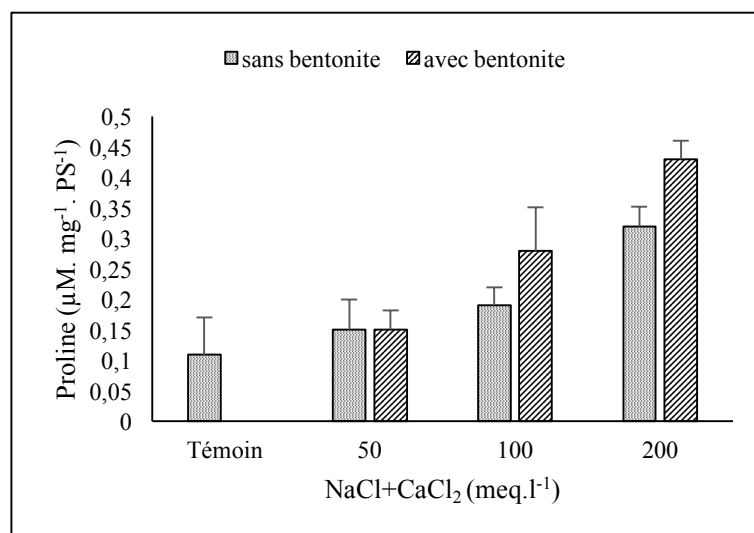 sans bentonite avec bentonite
Proline (µM. mg⁻¹. PS⁻¹)
0,5
0,45
0,4
0,35
0,3
0,25
0,2
0,15
0,1
0,05
0
Témoin 50 100 200
NaCl+CaCl₂ (meq.l⁻¹)